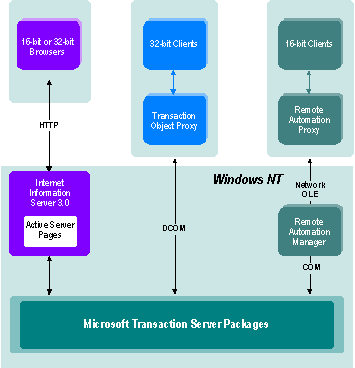 16-bit or 32-bit
Browsers
32-bit Clients
16-bit Clients
Transaction
Object Proxy
Remote
Automation
Proxy
HTTP
Windows NT
Internet
Information
Server 3.0
Active Server
Pages
Network
OLE
DCOM
Remote
Automation
Manager
COM
Microsoft Transaction Server Packages